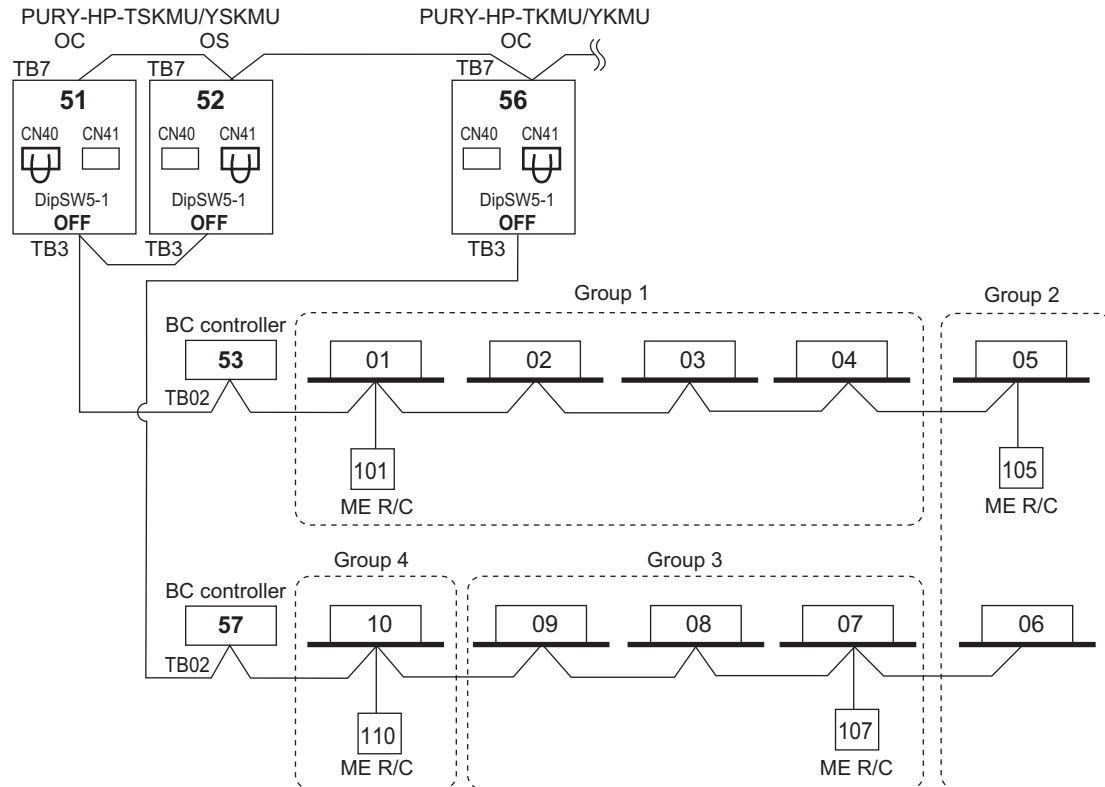 PURY-HP-TSKMU/YSKMU PURY-HP-TKMU/YKMU
OC OS OC
TB7 TB7 TB7
51 52 56
CN40 CN41 CN40 CN41 CN40 CN41
DipSW5-1 DipSW5-1 DipSW5-1
OFF OFF OFF
TB3 TB3 TB3
Group 1 Group 2
BC controller
53 01 02 03 04 05
TB02
101 105
ME R/C ME R/C
Group 4 Group 3
BC controller
57 10 09 08 07 06
TB02
110 107
ME R/C ME R/C